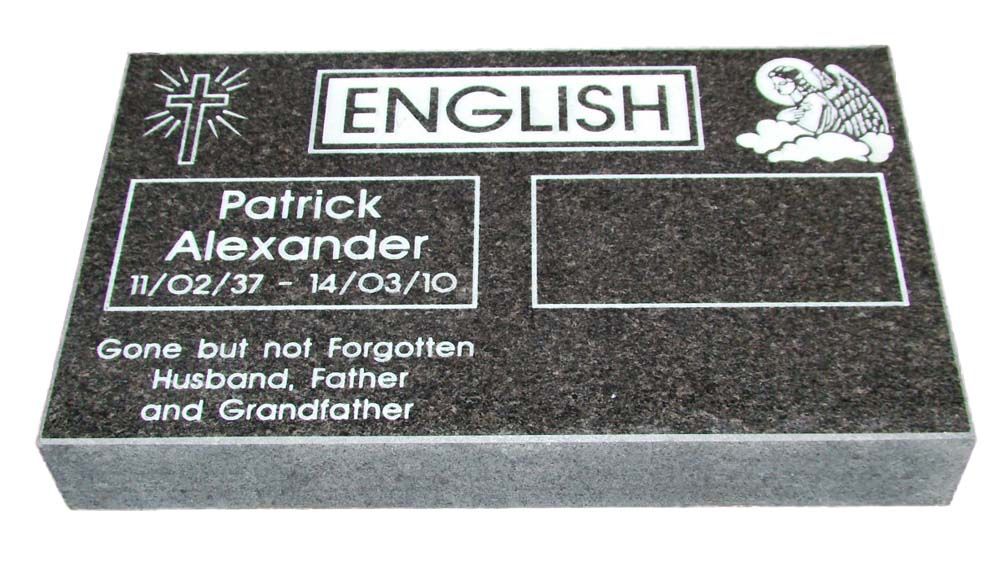 ENGLISH
Patrick
Alexander
11/02/37 - 14/03/10
Gone but not Forgotten
Husband, Father
and Grandfather